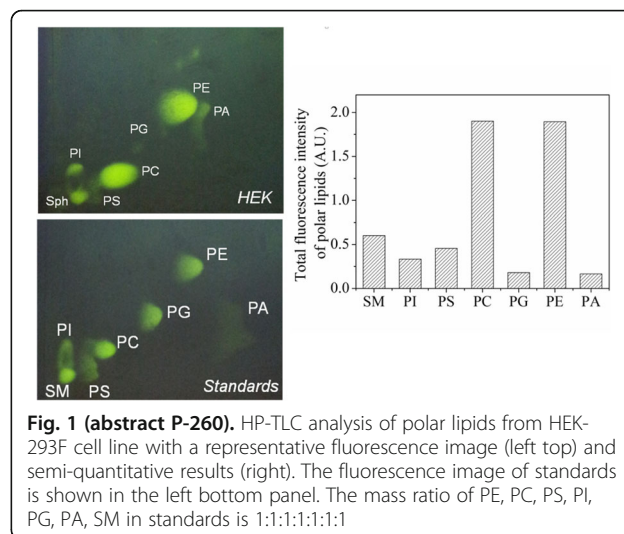 PE
PA
PG
PI
PC
Sph
PS
HEK
PE
PG
PA
PI
PC
SM
PS
Standards
Total fluorescence intensity
of polar lipids (A.U.)
2.0
1.5
1.0
0.5
0.0
SM PI PS PC PG PE PA
Fig. 1 (abstract P-260). HP-TLC analysis of polar lipids from HEK-
293F cell line with a representative fluorescence image (left top) and
semi-quantitative results (right). The fluorescence image of standards
is shown in the left bottom panel. The mass ratio of PE, PC, PS, PI,
PG, PA, SM in standards is 1:1:1:1:1:1:1